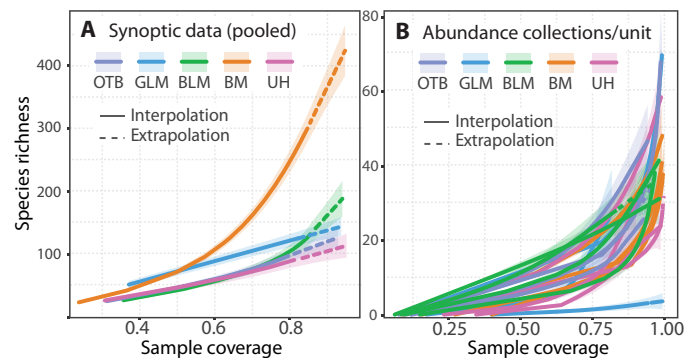 A Synoptic data (pooled)
OTB GLM BLM BM UH
Interpolation
Extrapolation
Species richness
400
300
200
100
0.4 0.6 0.8
Sample coverage
B Abundance collections/unit
OTB GLM BLM BM UH
Interpolation
Extrapolation
80
60
40
20
0
0.25 0.50 0.75 1.00
Sample coverage